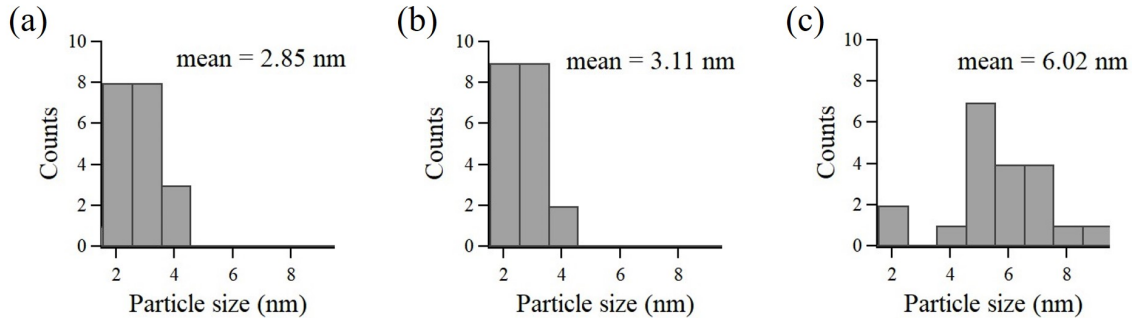 (a)
mean = 2.85 nm
10
8
6
4
2
0
Counts
2 4 6 8
Particle size (nm)
(b)
mean = 3.11 nm
10
8
6
4
2
0
Counts
2 4 6 8
Particle size (nm)
(c)
mean = 6.02 nm
10
8
6
4
2
0
Counts
2 4 6 8
Particle size (nm)